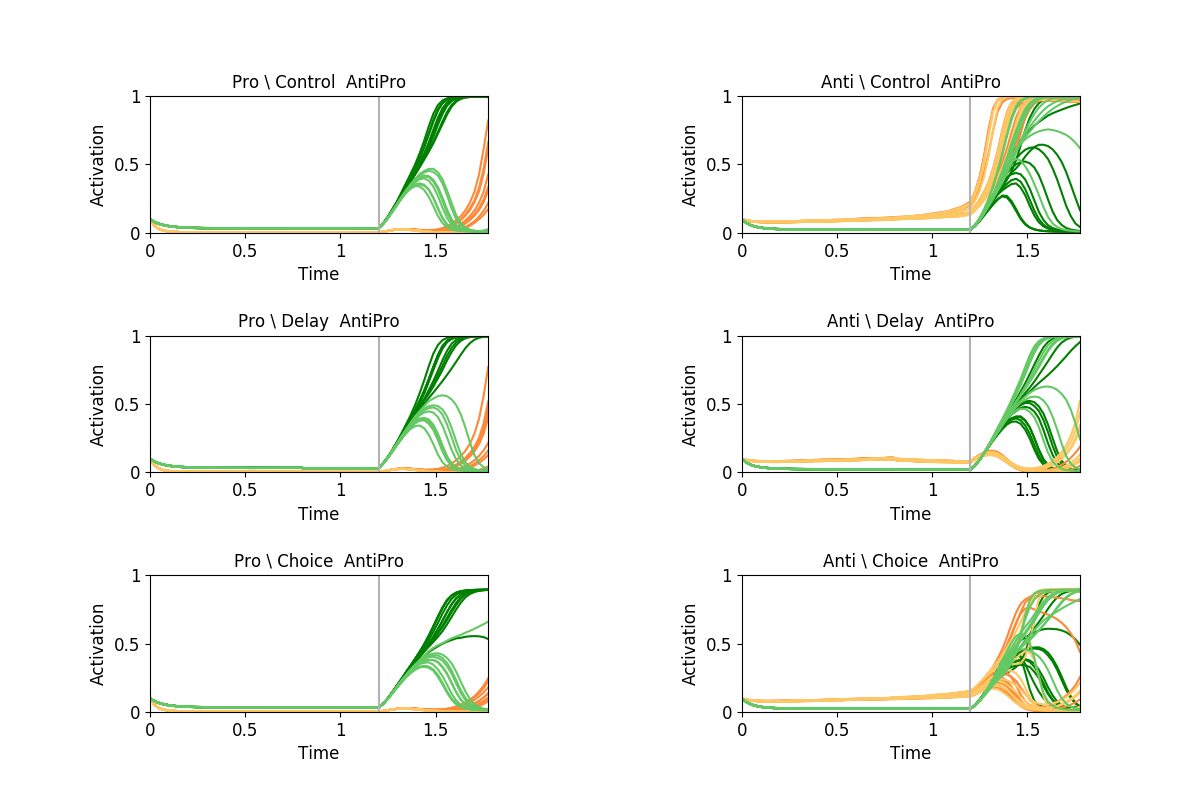 Pro \ Control  AntiPro
1
0.5
0
Activation
0
0.5
1
1.5
Time
Anti \ Control  AntiPro
1
0.5
0
Activation
0
0.5
1
1.5
Time
Pro \ Delay  AntiPro
1
0.5
0
Activation
0
0.5
1
1.5
Time
Anti \ Delay  AntiPro
1
0.5
0
Activation
0
0.5
1
1.5
Time
Pro \ Choice  AntiPro
1
0.5
0
Activation
0
0.5
1
1.5
Time
Anti \ Choice  AntiPro
1
0.5
0
Activation
0
0.5
1
1.5
Time